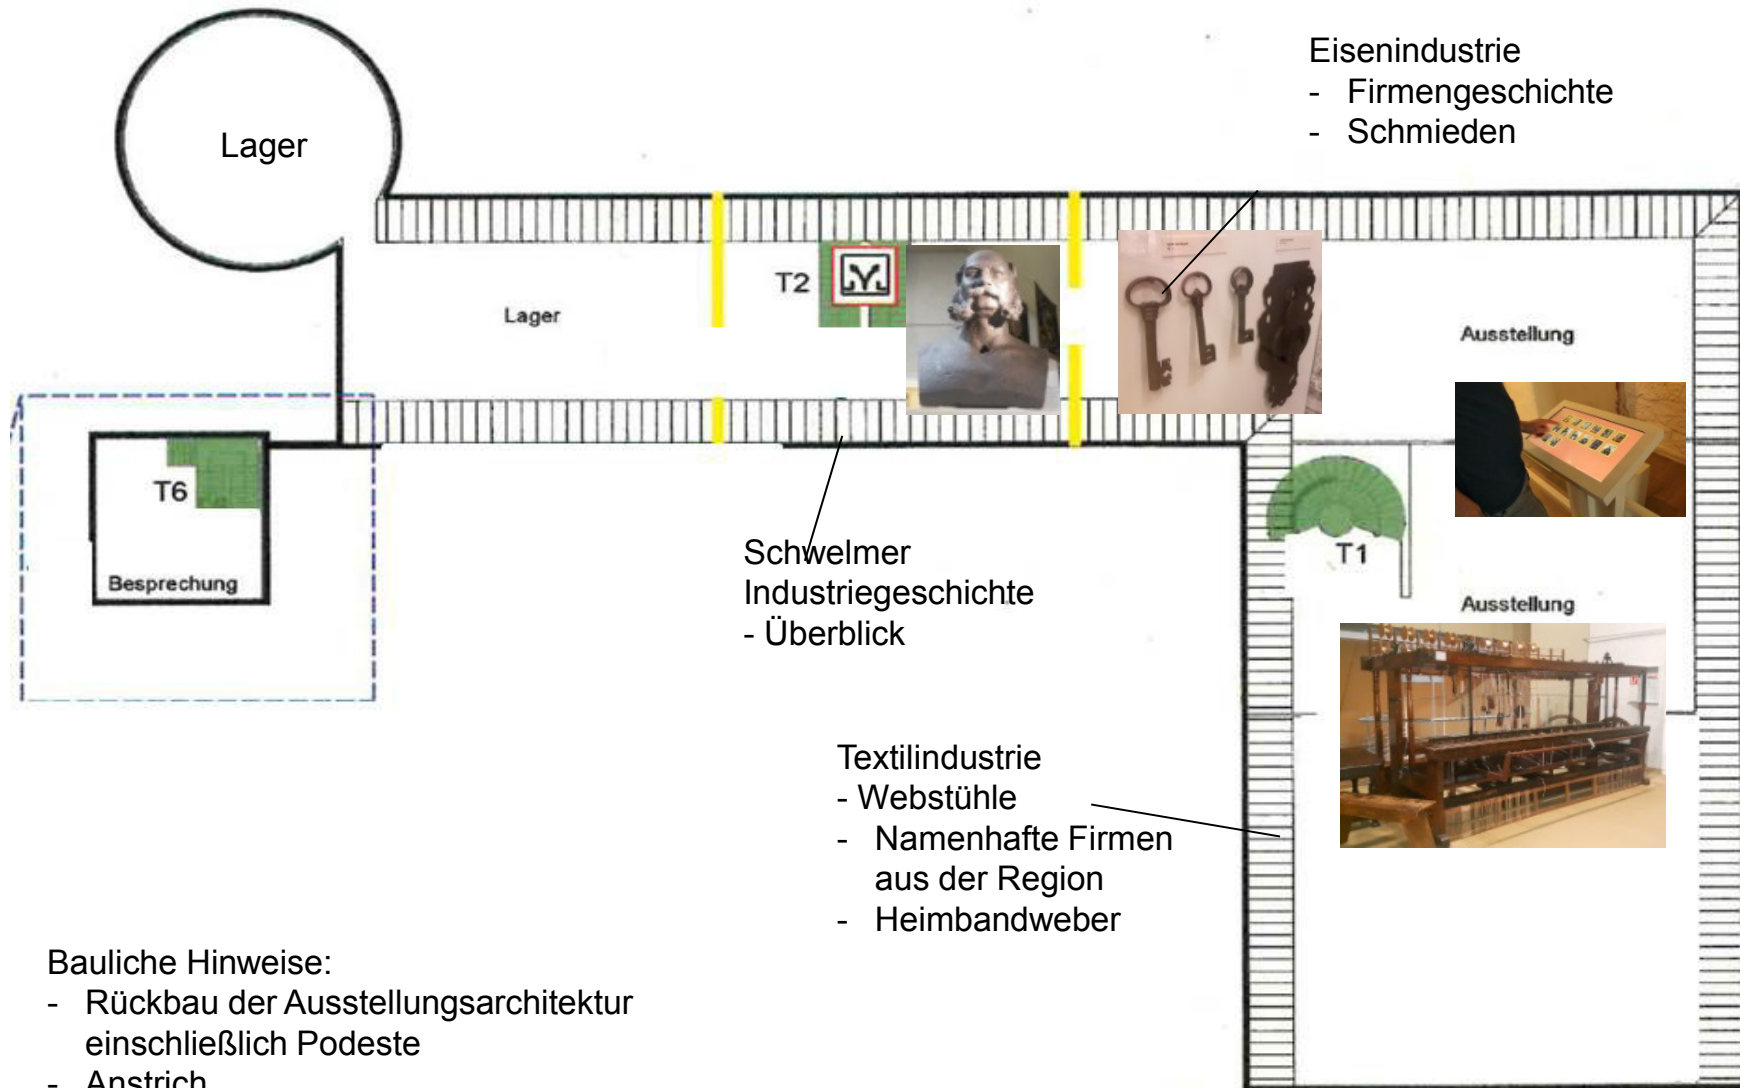 Eisenindustrie
- Firmengeschichte
- Schmieden
Lager
T2
Lager
Ausstellung
T6
Besprechung
T1
Ausstellung
Schwelmer
Industriegeschichte
- Überblick
Textilindustrie
- Webstühle
- Namenhafte Firmen
aus der Region
- Heimbandweber
Bauliche Hinweise:
- Rückbau der Ausstellungsarchitektur
einschließlich Podeste
- Anstrich